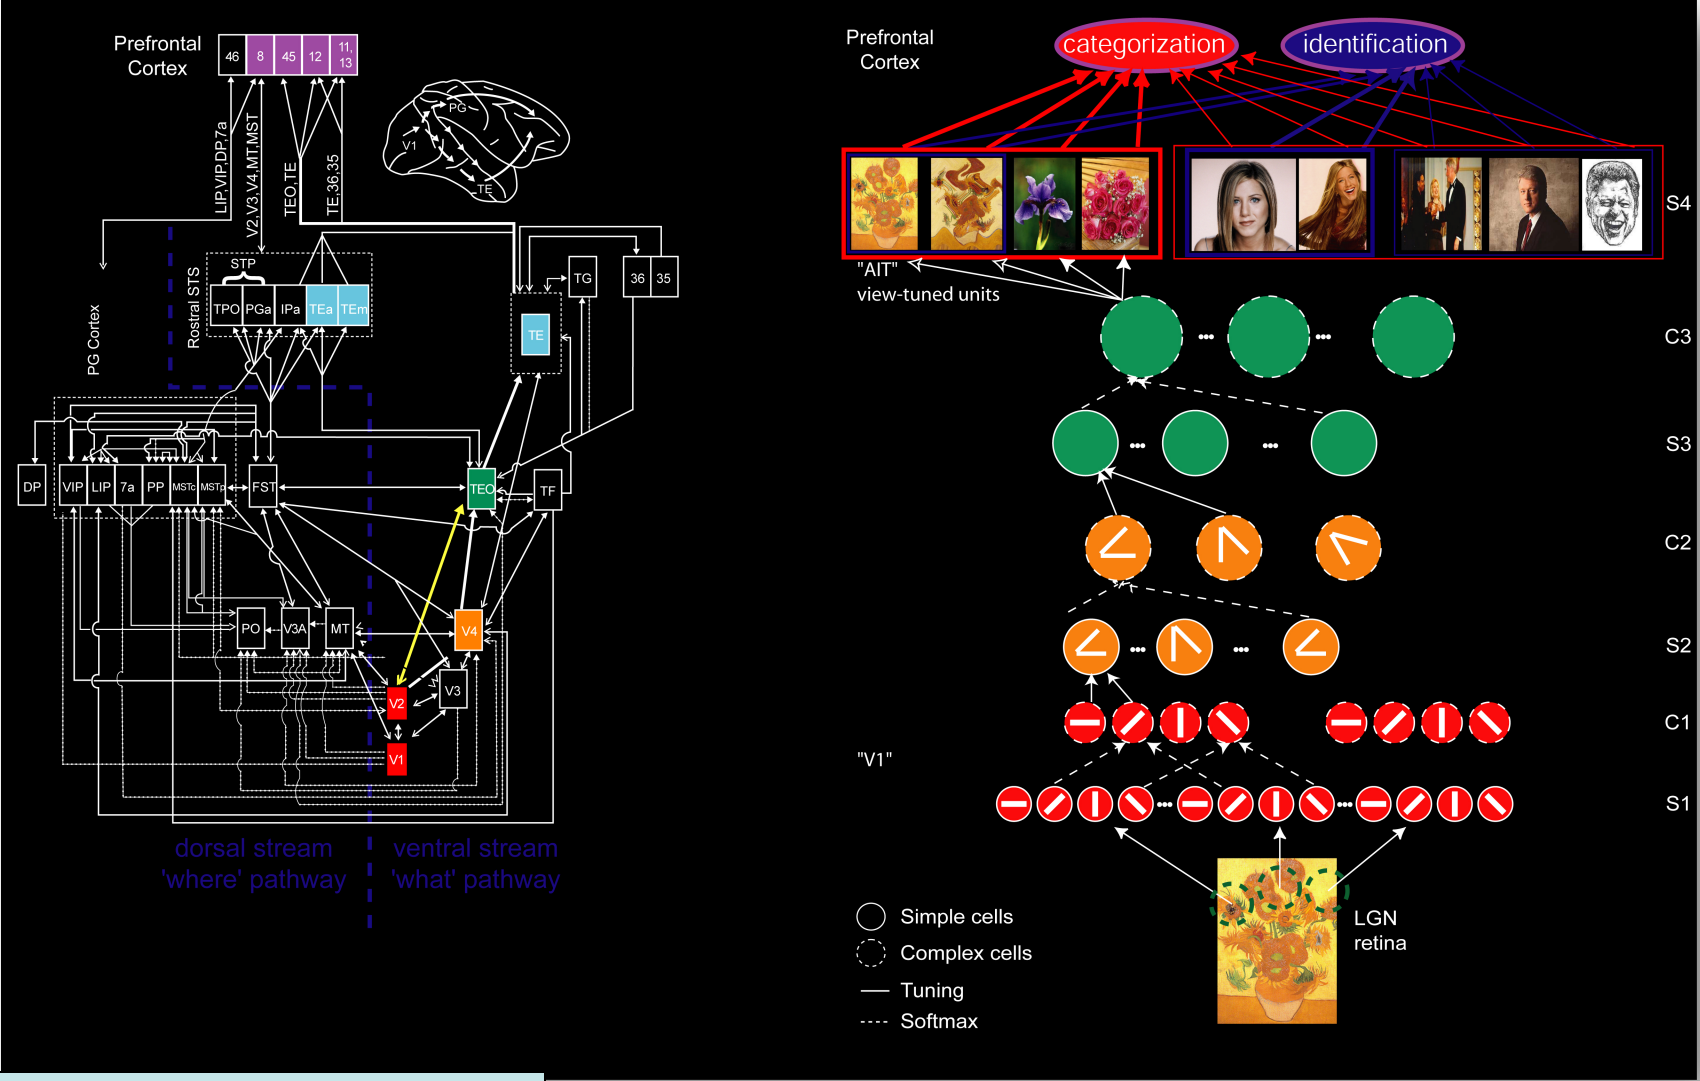 Prefrontal
Cortex
46
8
45
12
11,
13
LIP,VIP,DP,7a
V2,V3,V4,MT,MST
TEO,TE
TE,36,35
PG
V1
TE
PG Cortex
Rostral STS
STP
TPO
PGa
IPa
TEa
TEm
TG
36
35
TE
DP
VIP
LIP
7a
PP
MSTc
MSTp
FST
TEO
TF
PO
V3A
MT
V4
V3
V2
V1
dorsal stream
'where' pathway
ventral stream
'what' pathway
Prefrontal
Cortex
categorization
identification
S4
"AIT"
view-tuned units
C3
S3
C2
S2
C1
"V1"
S1
Simple cells
Complex cells
Tuning
Softmax
LGN
retina